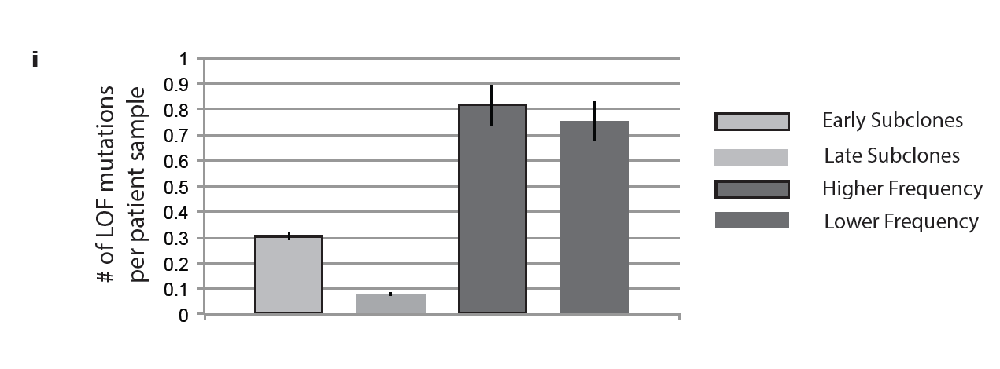 i
# of LOF mutations
per patient sample
1
0.9
0.8
0.7
0.6
0.5
0.4
0.3
0.2
0.1
0
Early Subclones
Late Subclones
Higher Frequency
Lower Frequency